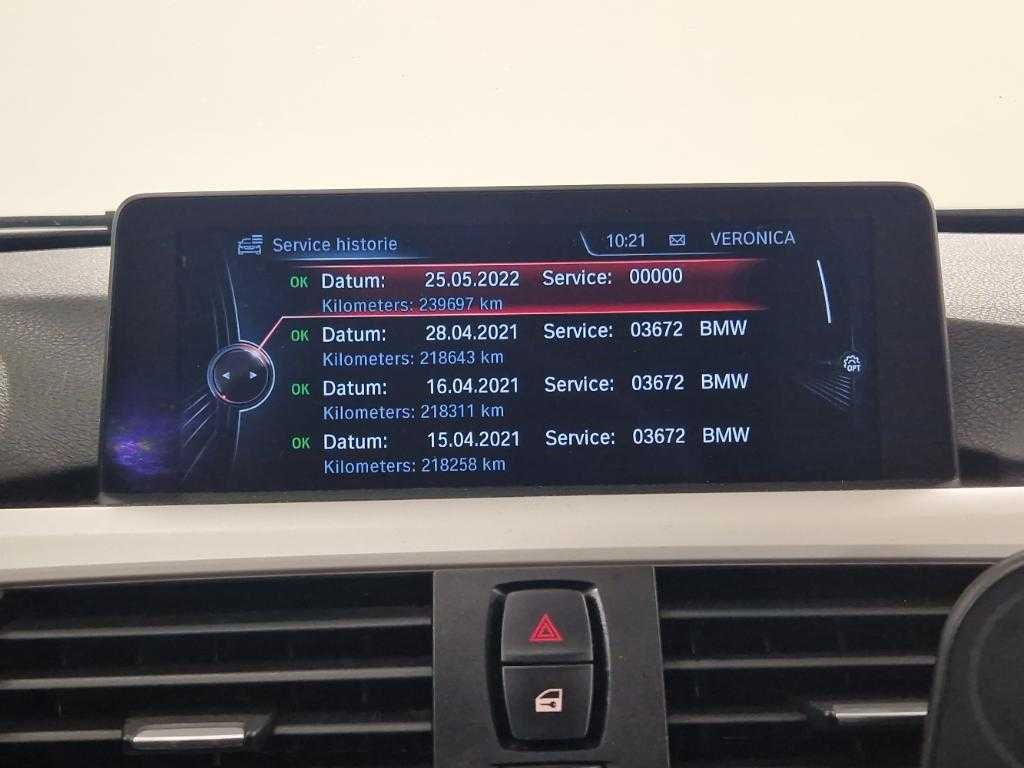 Service historie 10:21 VERONICA
OK Datum: 25.05.2022 Service: 00000
Kilometers: 239697 km
OK Datum: 28.04.2021 Service: 03672 BMW
Kilometers: 218643 km
OK Datum: 16.04.2021 Service: 03672 BMW
Kilometers: 218311 km
OK Datum: 15.04.2021 Service: 03672 BMW
Kilometers: 218258 km
OPT